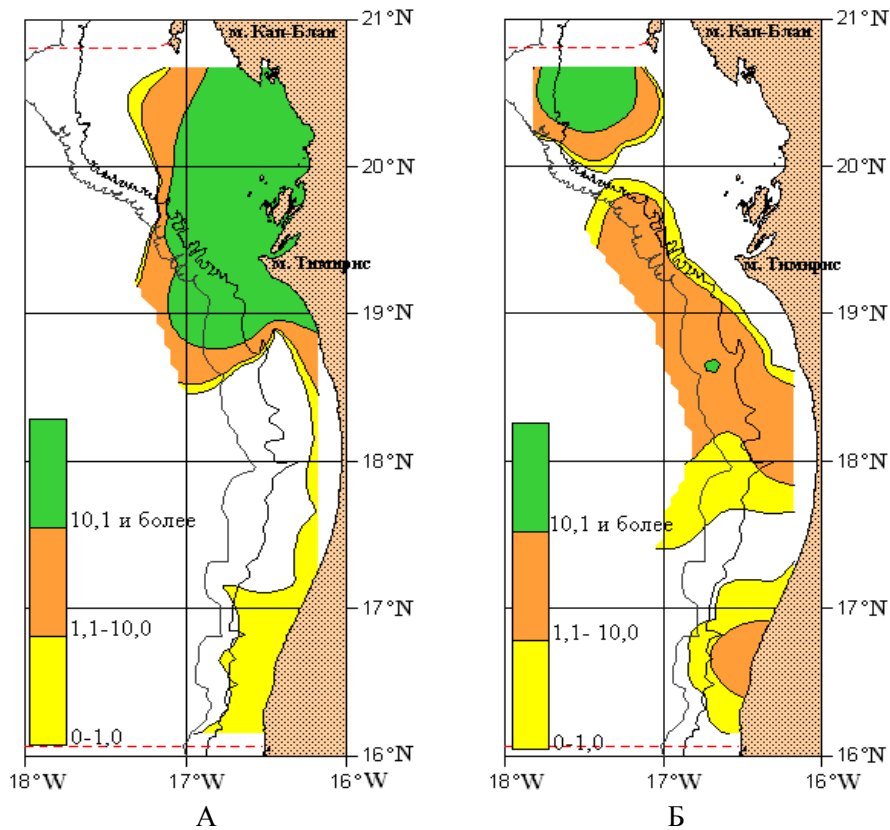 21°N
м. Кап-Блан
20°N
м. Тимирис
19°N
18°N
10,1 и более
17°N
1,1-10,0
0-1,0
16°N
18°W
17°W
16°W
А
21°N
м. Кап-Блан
20°N
м. Тимирис
19°N
18°N
10,1 и более
17°N
1,1- 10,0
0-1,0
16°N
18°W
17°W
16°W
Б